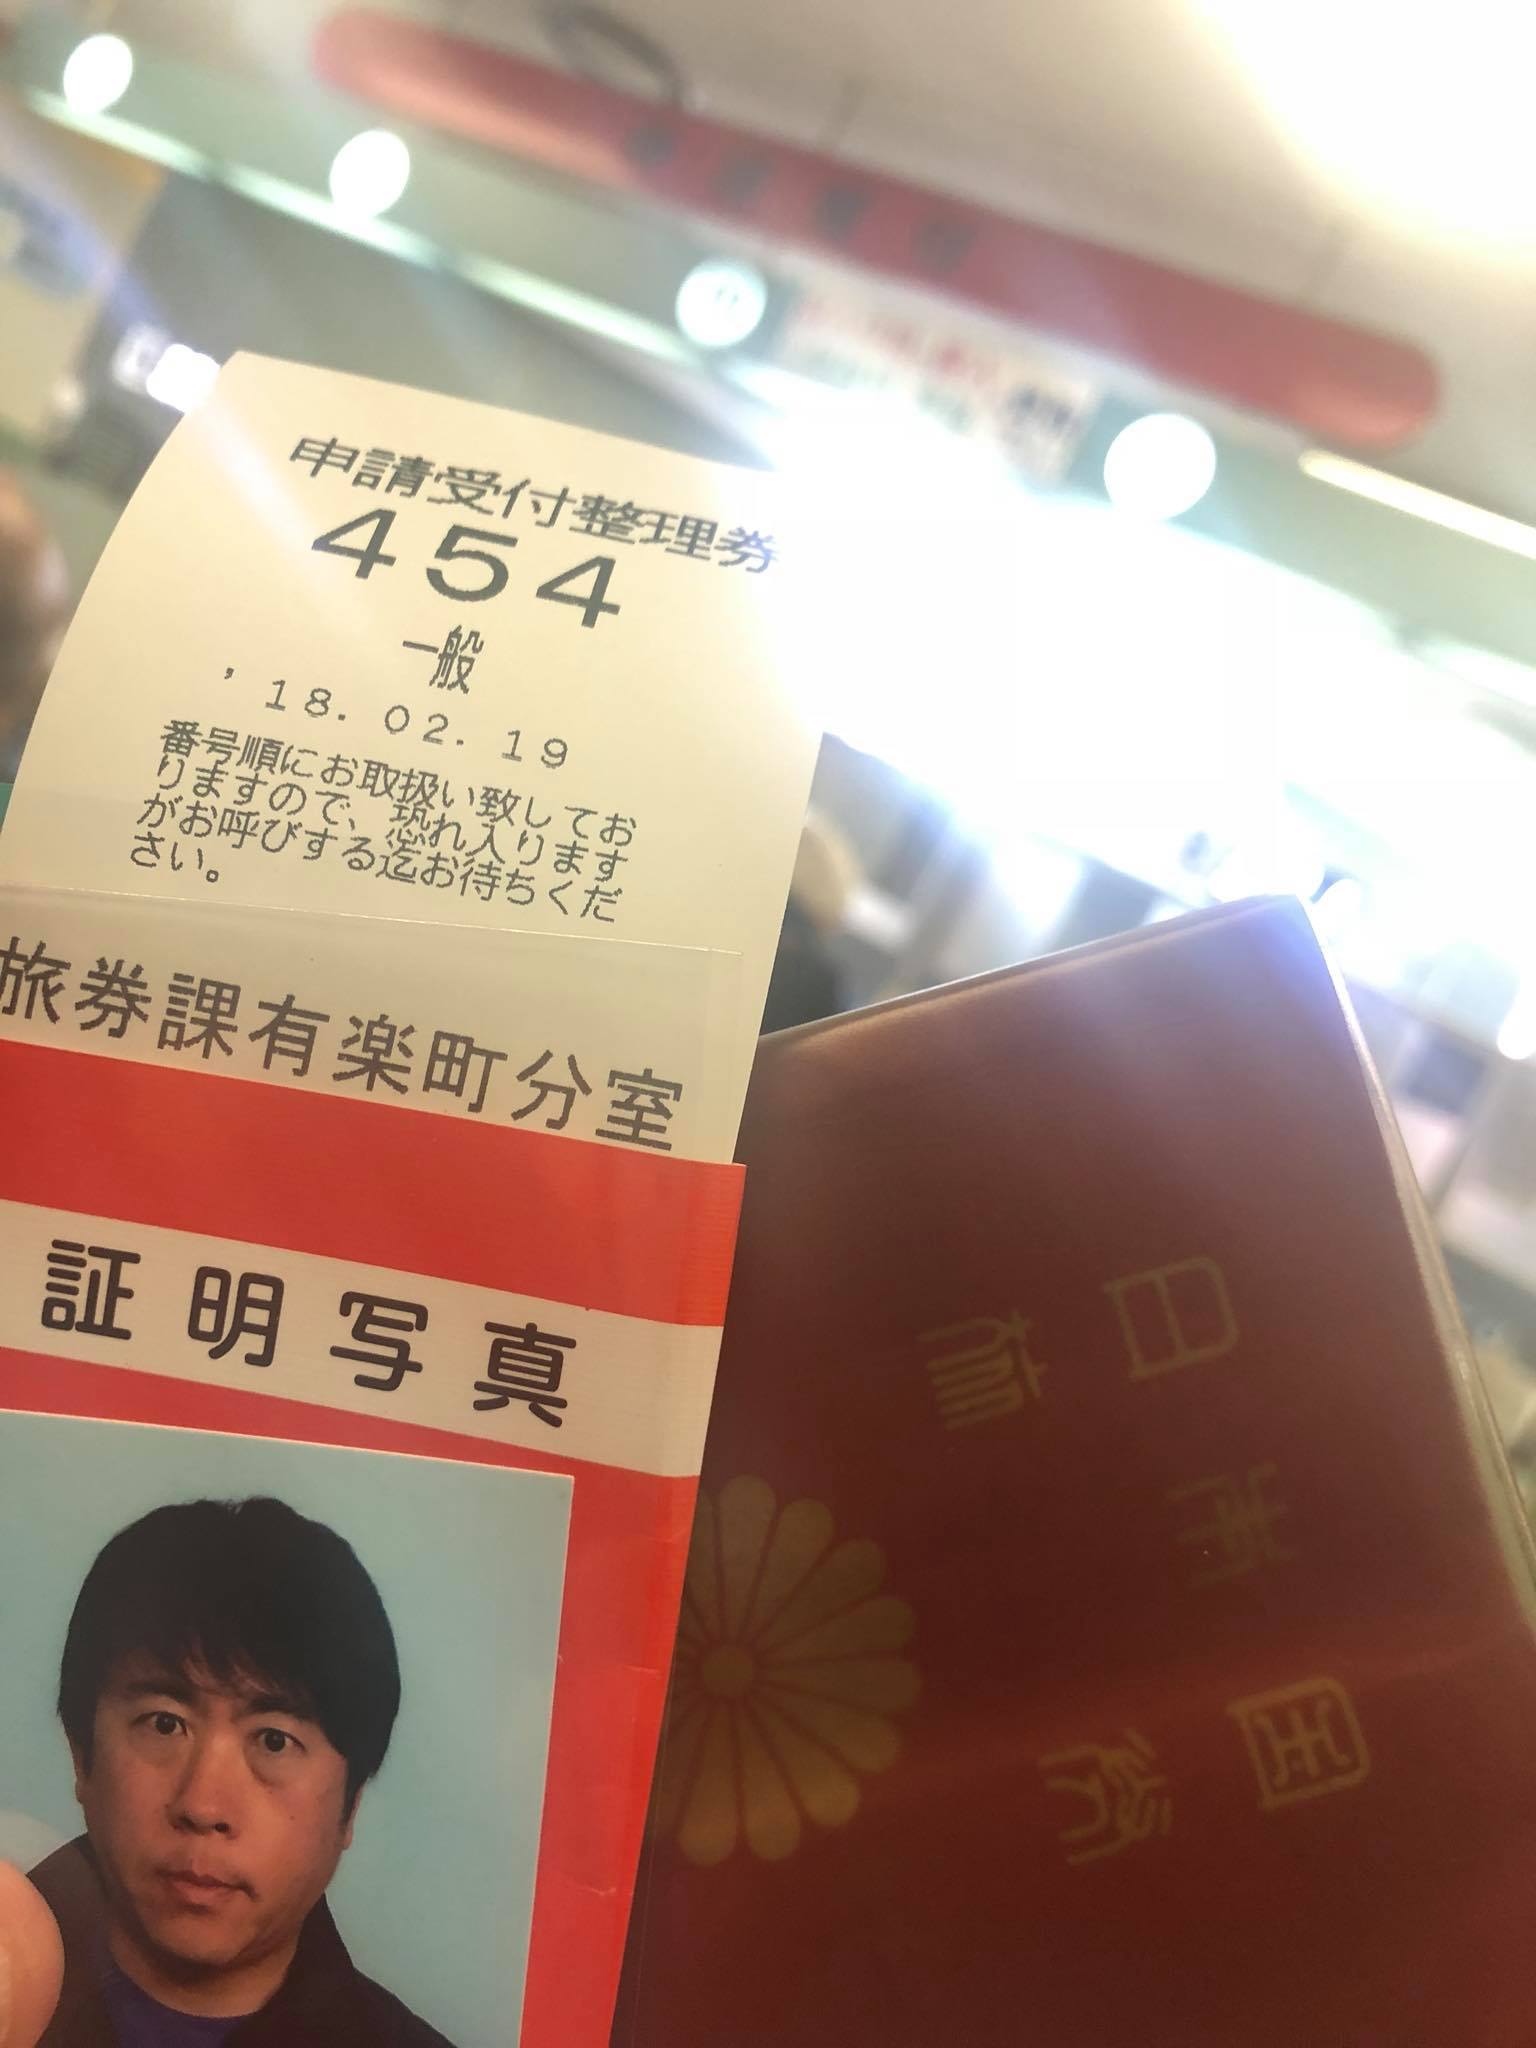 申請受付整理券
454
一般
'18.02.19
番号順にお取扱い致してお
りますので、恐れ入ります
がお呼びする迄お待ちくだ
さい。
旅券課有楽町分室
証明写真
日本国
旅券